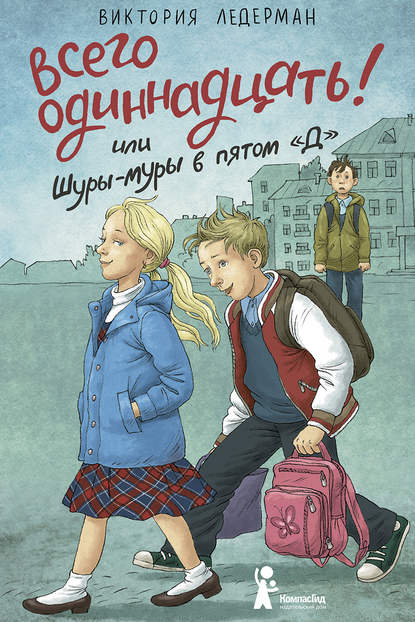 ВИКТОРИЯ ЛЕДЕРМАН
Всего
одиннадцать!
или
Шуры-муры в пятом «Д»
КомпасГид
издательский дом